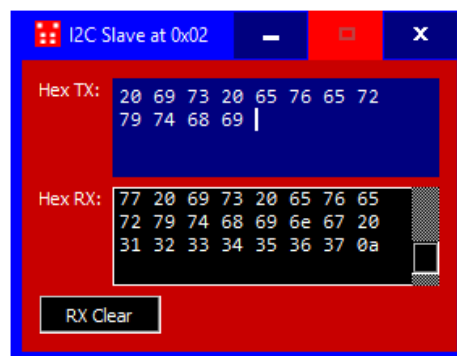 I2C Slave at 0x02
Hex TX:
20 69 73 20 65 76 65 72
79 74 68 69
Hex RX:
77 20 69 73 20 65 76 65
72 79 74 68 69 6e 67 20
31 32 33 34 35 36 37 0a
RX Clear